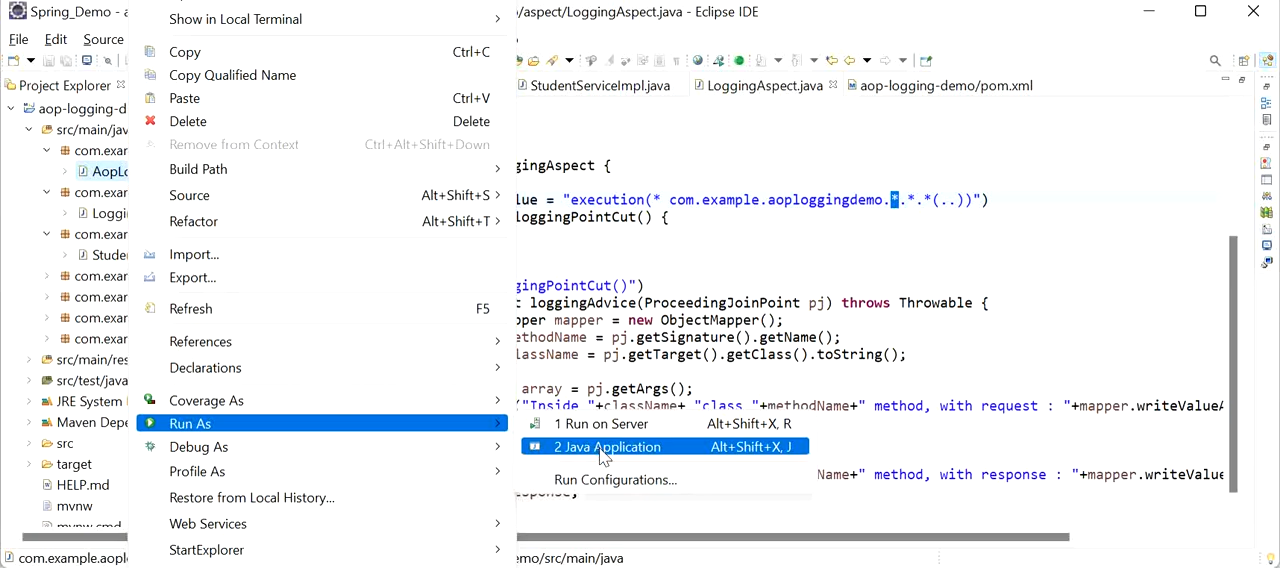 Spring_Demo - a
o/aspect/LoggingAspect.java - Eclipse IDE
File Edit Source
Project Explorer
StudentServiceImpl.java
LoggingAspect.java
aop-logging-demo/pom.xml
aop-logging-d
src/main/jav
com.exar
AopLo
com.exar
Loggi
com.exar
Stude
com.exar
com.exar
com.exar
com.exar
src/main/res
src/test/java
JRE System
Maven Depe
src
target
HELP.md
mvnw
mvnw.cmd
Show in Local Terminal
Copy Ctrl+C
Copy Qualified Name
Paste Ctrl+V
Delete Delete
Remove from Context Ctrl+Alt+Shift+Down
Build Path
Source Alt+Shift+S
Refactor Alt+Shift+T
Import...
Export...
Refresh F5
References
Declarations
Coverage As
Run As
Debug As
Profile As
Restore from Local History...
Web Services
StartExplorer
1 Run on Server Alt+Shift+X, R
2 Java Application Alt+Shift+X, J
Run Configurations...
ggingAspect {
lue = "execution(* com.example.aoploggingdemo.*.*.*(..))")
loggingPointCut() {
ggingPointCut()")
t loggingAdvice(ProceedingJoinPoint pj) throws Throwable {
pper mapper = new ObjectMapper();
ethodName = pj.getSignature().getName();
lassName = pj.getTarget().getClass().toString();
array = pj.getArgs();
("Inside "+className+ "class "+methodName+" method, with request : "+mapper.writeValueA
Name+" method, with response : "+mapper.writeValue
com.example.aopl
emo/src/main/java